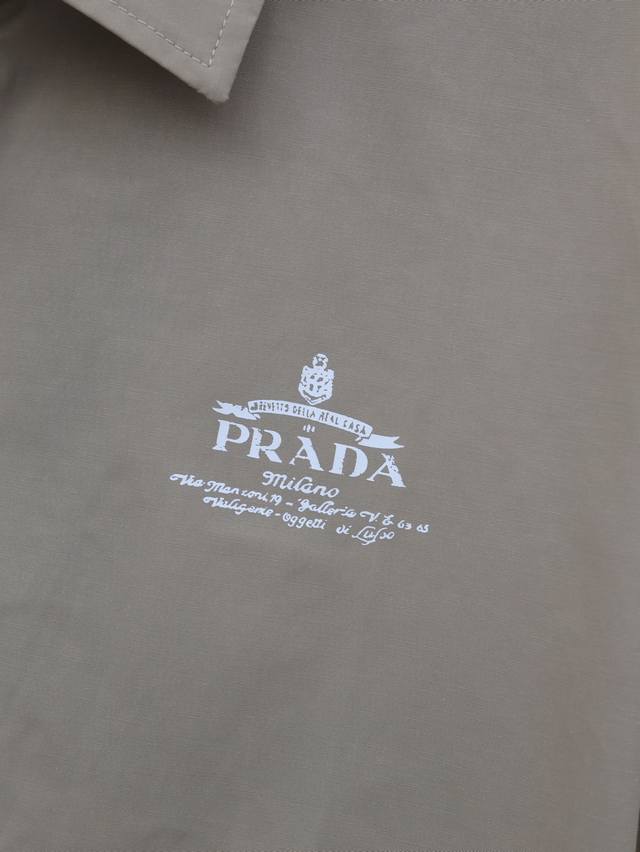 BREVETTO DELLA REAL CASA
PRADA
Milano
Via Manzoni, 19 - Galleria V. E. 63 65
Valigerie - Oggetti di Lusso